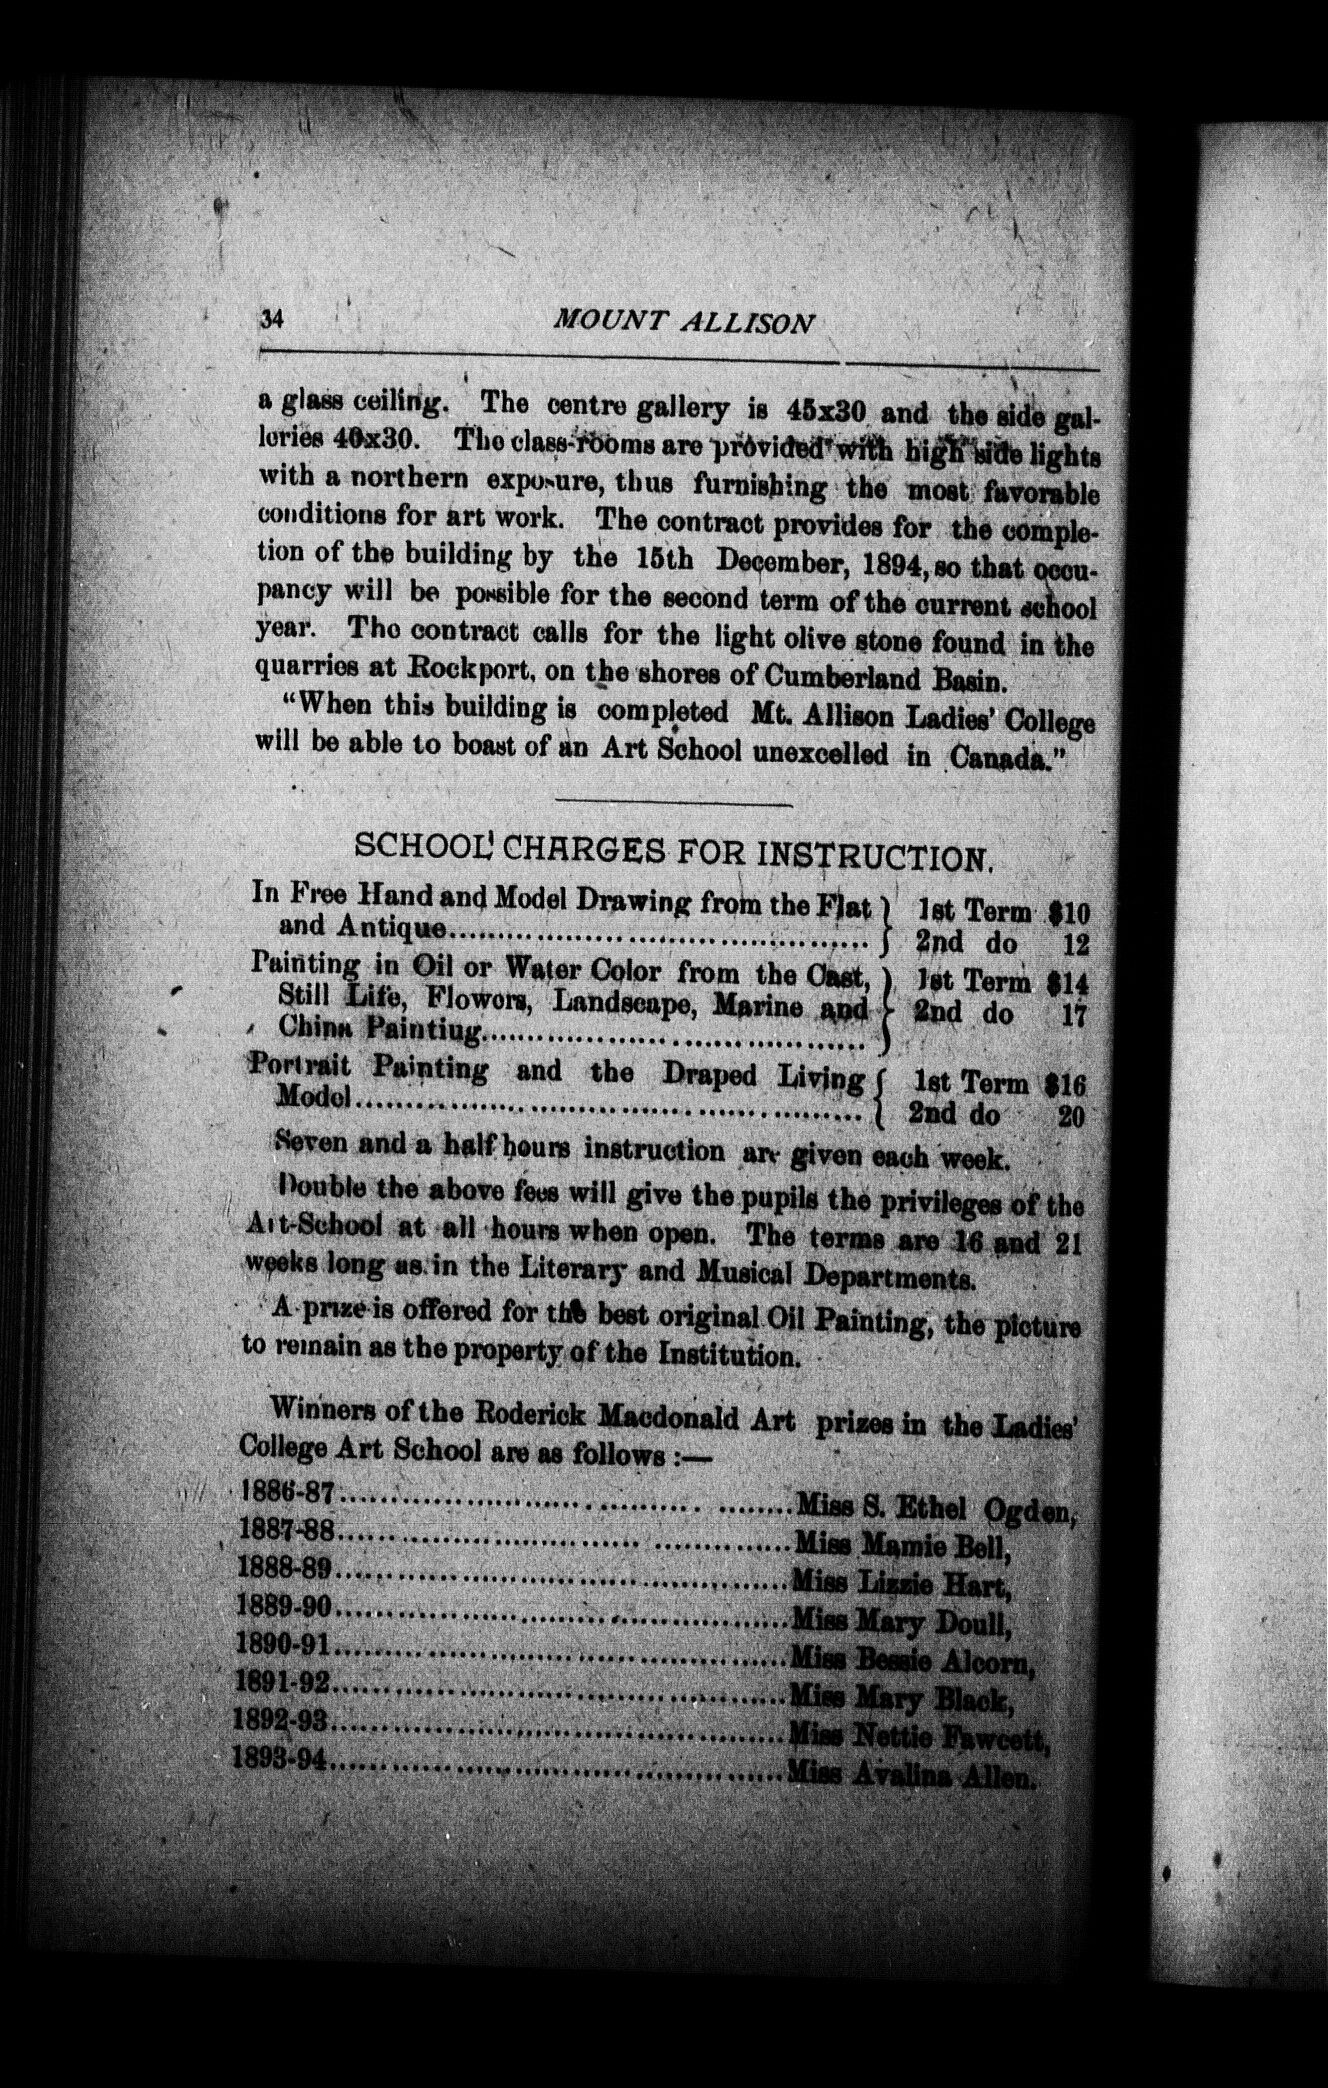 34 MOUNT ALLISON
a glass ceiling. The centre gallery is 45x30 and the side gal-
leries 40x30. The class-rooms are provided with high side lights
with a northern exposure, thus furnishing the most favorable
conditions for art work. The contract provides for the comple-
tion of the building by the 15th December, 1894, so that occu-
pancy will be possible for the second term of the current school
year. The contract calls for the light olive stone found in the
quarries at Rockport, on the shores of Cumberland Basin.
"When this building is completed Mt. Allison Ladies' College
will be able to boast of an Art School unexcelled in Canada."
SCHOOL CHARGES FOR INSTRUCTION.
In Free Hand and Model Drawing from the Flat } 1st Term $10
and Antique................................................ } 2nd do 12
Painting in Oil or Water Color from the Cast, } 1st Term $14
Still Life, Flowers, Landscape, Marine and } 2nd do 17
China Paintiug............................................ }
Portrait Painting and the Draped Living { 1st Term $16
Model.......................................................... { 2nd do 20
Seven and a half hours instruction are given each week.
Double the above fees will give the pupils the privileges of the
Art-School at all hours when open. The terms are 16 and 21
weeks long as in the Literary and Musical Departments.
A prize is offered for the best original Oil Painting, the picture
to remain as the property of the Institution.
Winners of the Roderick Macdonald Art prizes in the Ladies'
College Art School are as follows :—
1886-87....................................................Miss S. Ethel Ogden,
1887-88....................................................Miss Mamie Bell,
1888-89....................................................Miss Lizzie Hart,
1889-90....................................................Miss Mary Doull,
1890-91....................................................Miss Bessie Alcorn,
1891-92....................................................Miss Mary Black,
1892-93....................................................Miss Nettie Fawcett,
1893-94....................................................Miss Avalina Allen.